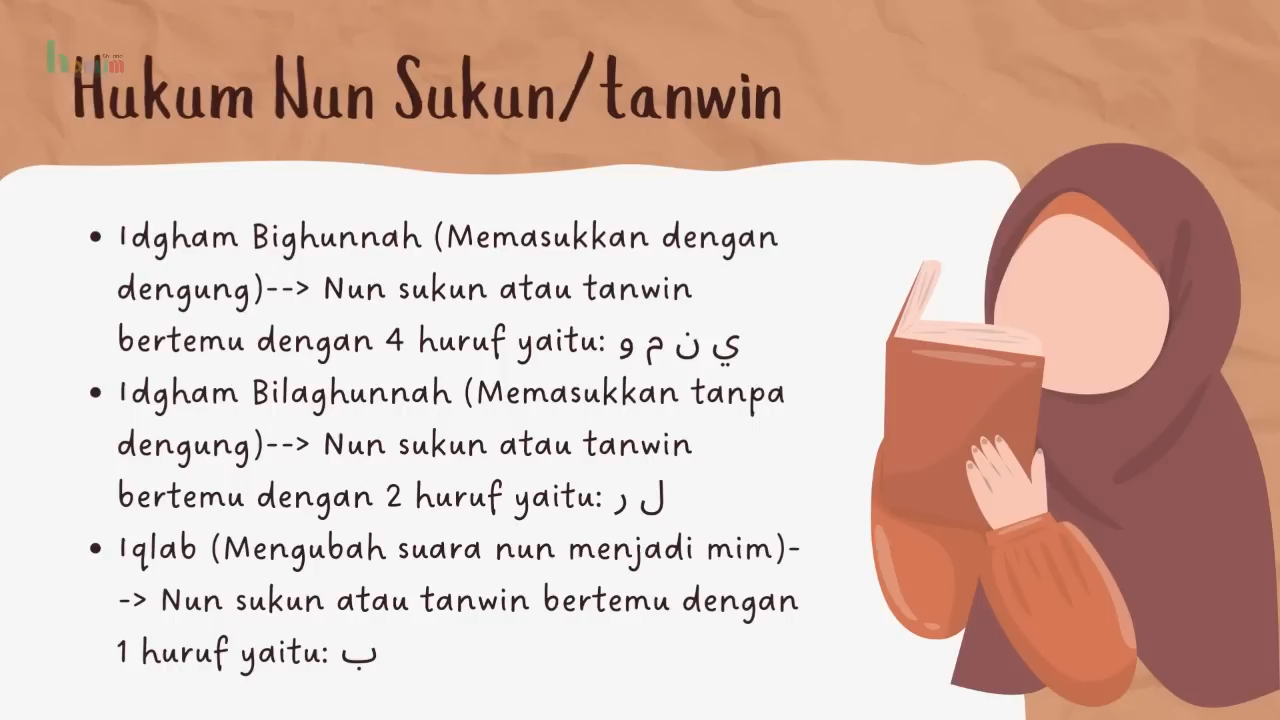 Hukum Nun Sukun/tanwin
• Idgham Bighunnah (Memasukkan dengan
dengung)--> Nun sukun atau tanwin
bertemu dengan 4 huruf yaitu: ي ن م و
• Idgham Bilaghunnah (Memasukkan tanpa
dengung)--> Nun sukun atau tanwin
bertemu dengan 2 huruf yaitu: ل ر
• Iqlab (Mengubah suara nun menjadi mim)-
-> Nun sukun atau tanwin bertemu dengan
1 huruf yaitu: ب